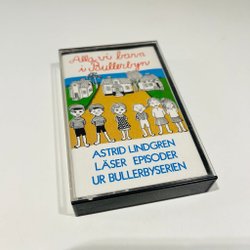 Alla vi barn
i Bullerbyn
ASTRID LINDGREN
LÄSER EPISODER
UR BULLERBYSERIEN